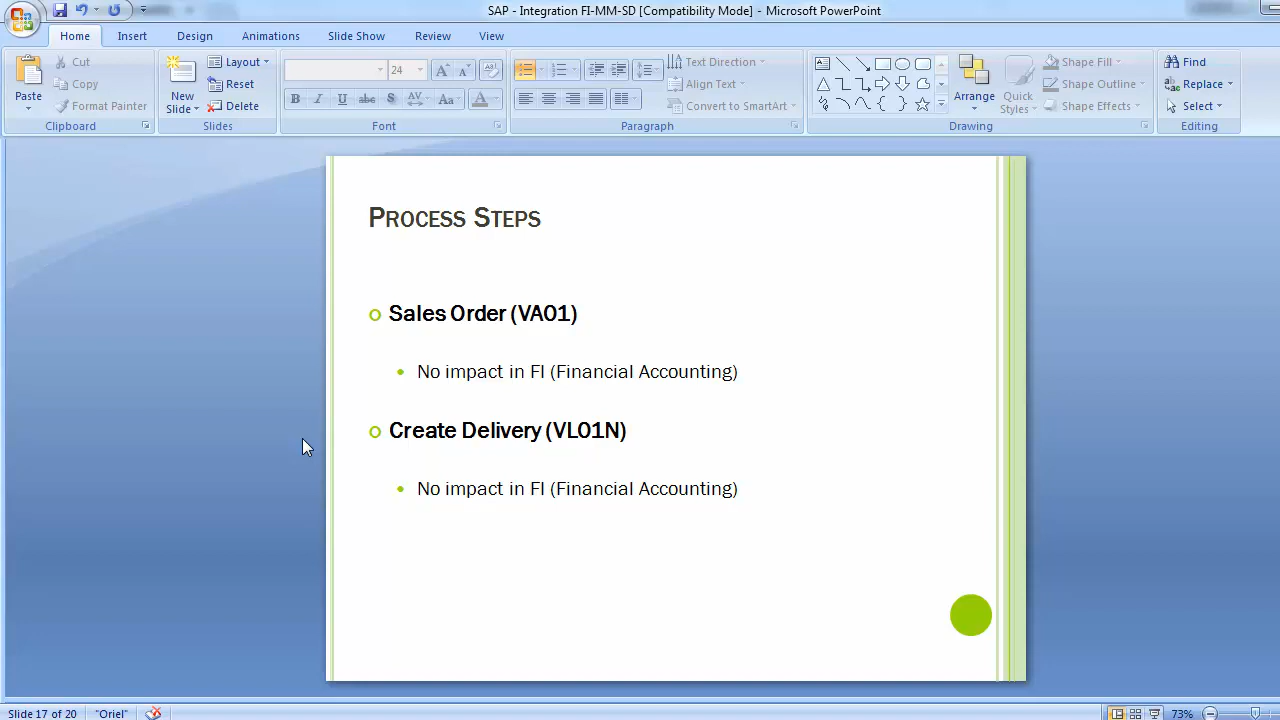 SAP - Integration FI-MM-SD [Compatibility Mode] - Microsoft PowerPoint
Home Insert Design Animations Slide Show Review View
Paste
Cut
Copy
Format Painter
Clipboard
New Slide
Layout
Reset
Delete
Slides
24
B I U abc S AV Aa A
Font
Text Direction
Align Text
Convert to SmartArt
Paragraph
Arrange
Quick Styles
Shape Fill
Shape Outline
Shape Effects
Drawing
Find
Replace
Select
Editing
PROCESS STEPS
Sales Order (VA01)
No impact in FI (Financial Accounting)
Create Delivery (VL01N)
No impact in FI (Financial Accounting)
Slide 17 of 20 "Oriel" 73%